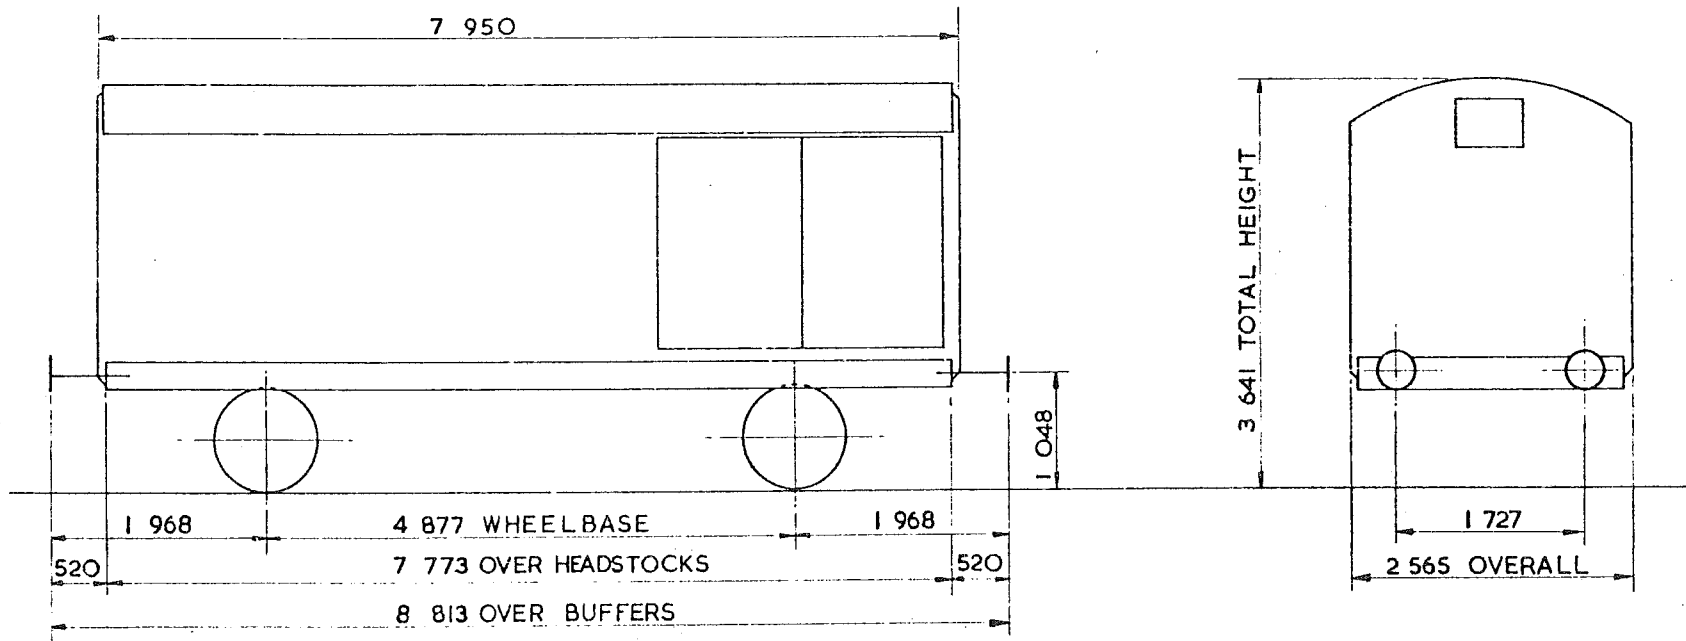 7 950
3 641 TOTAL HEIGHT
1 048
1 968
4 877 WHEELBASE
1 968
1 727
520
7 773 OVER HEADSTOCKS
520
2 565 OVERALL
8 813 OVER BUFFERS